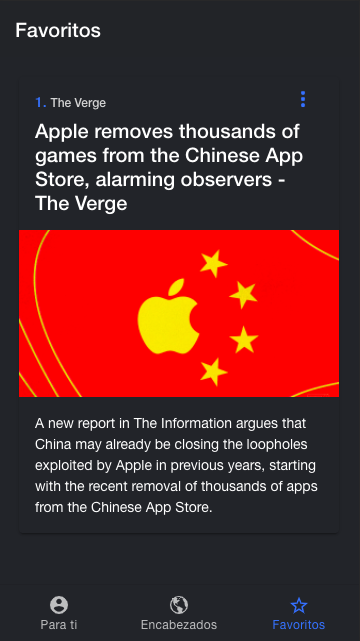 Favoritos
1. The Verge
Apple removes thousands of
games from the Chinese App
Store, alarming observers -
The Verge
A new report in The Information argues that
China may already be closing the loopholes
exploited by Apple in previous years, starting
with the recent removal of thousands of apps
from the Chinese App Store.
Para ti
Encabezados
Favoritos